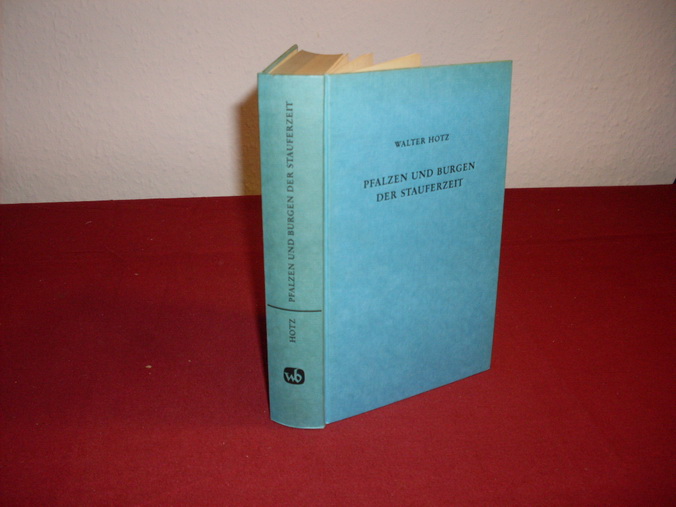 WALTER HOTZ
PFALZEN UND BURGEN
DER STAUFERZEIT
HOTZ PFALZEN UND BURGEN DER STAUFERZEIT
wb